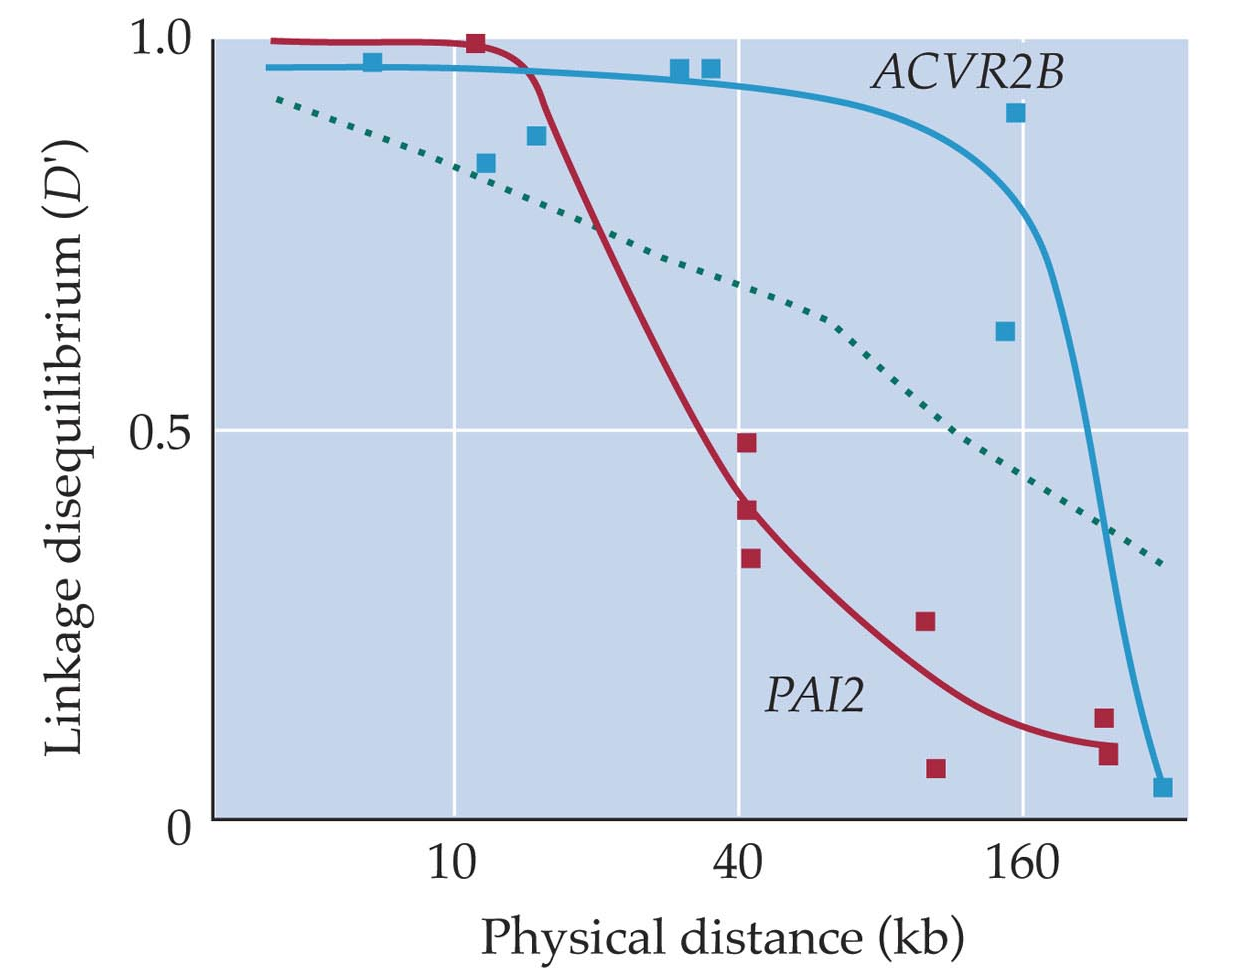 1.0
ACVR2B
Linkage disequilibrium (D')
0.5
PAI2
0
10 40 160
Physical distance (kb)